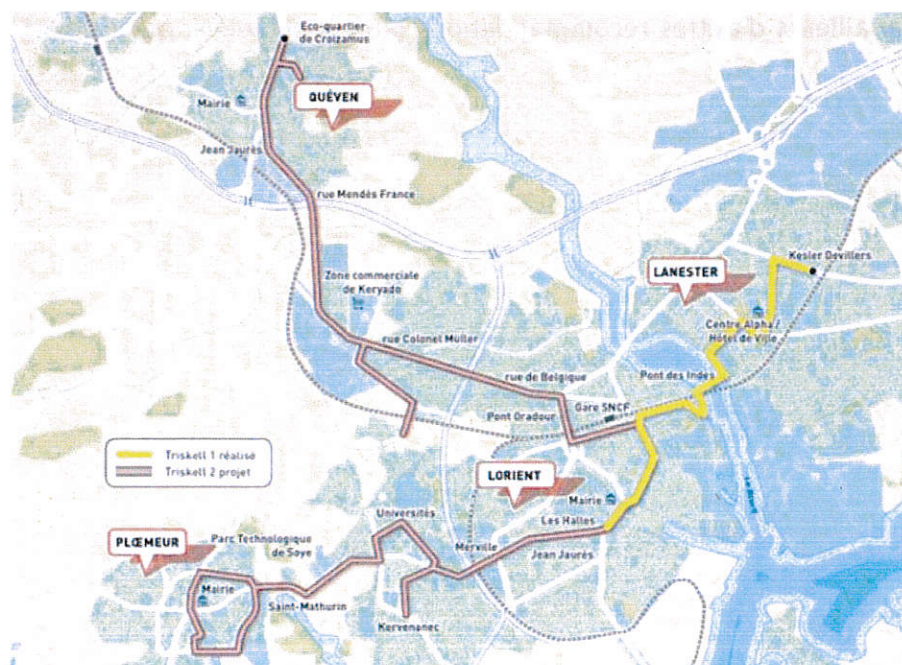 Eco-quartier
de Croizamus
Mairie
QUÉVEN
Jean Jaurès
rue Mendès France
LANESTER
Kesler Devillers
Zone commerciale
de Keryado
Centre Alpha /
Hôtel de Ville
rue Colonel Müller
rue de Belgique
Pont des Indes
Gare SNCF
Pont Oradour
Triskell 1 réalisé
Triskell 2 projet
LORIENT
Mairie
Universités
Les Halles
PLŒMEUR
Parc Technologique
de Soye
Merville
Jean Jaurès
Mairie
Saint-Mathurin
Kervenanec